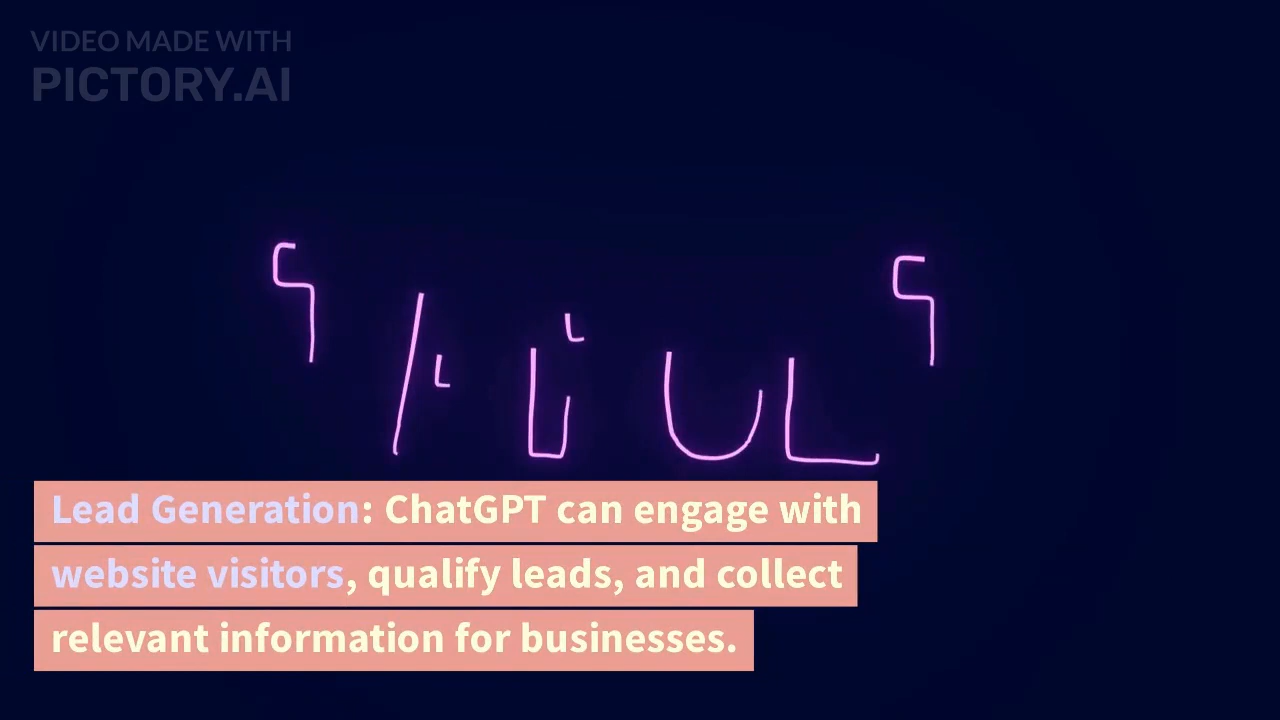 VIDEO MADE WITH
PICTORY.AI
Lead Generation: ChatGPT can engage with
website visitors, qualify leads, and collect
relevant information for businesses.